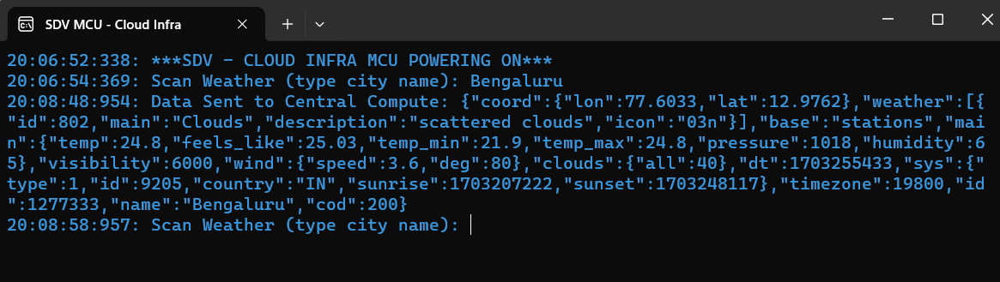 SDV MCU - Cloud Infra
20:06:52:338: ***SDV - CLOUD INFRA MCU POWERING ON***
20:06:54:369: Scan Weather (type city name): Bengaluru
20:08:48:954: Data Sent to Central Compute: {"coord":{"lon":77.6033,"lat":12.9762},"weather":[{
"id":802,"main":"Clouds","description":"scattered clouds","icon":"03n"}],"base":"stations","mai
n":{"temp":24.8,"feels_like":25.03,"temp_min":21.9,"temp_max":24.8,"pressure":1018,"humidity":6
5},"visibility":6000,"wind":{"speed":3.6,"deg":80},"clouds":{"all":40},"dt":1703255433,"sys":{"
type":1,"id":9205,"country":"IN","sunrise":1703207222,"sunset":1703248117},"timezone":19800,"id
":1277333,"name":"Bengaluru","cod":200}
20:08:58:957: Scan Weather (type city name):